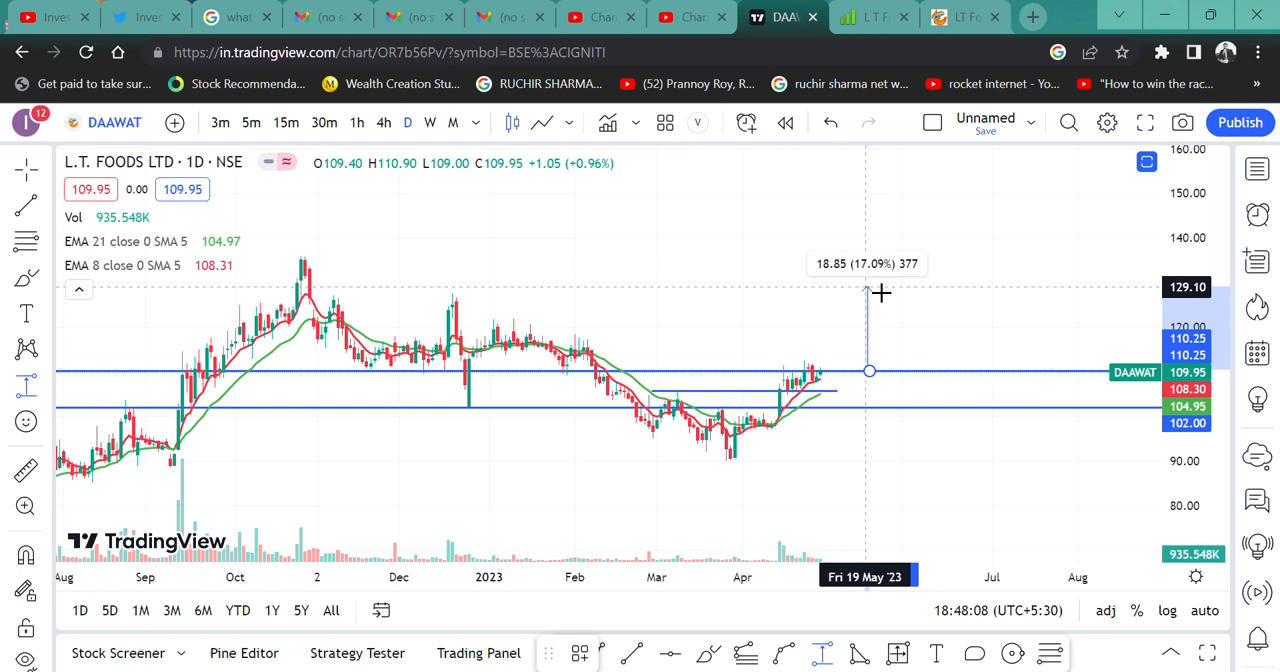 Inves
Inves
what
(no s
(no s
(no s
Chan
Chan
DAAW
L T F
LT Fo
https://in.tradingview.com/chart/OR7b56Pv/?symbol=BSE%3ACIGNITI
Get paid to take sur...
Stock Recommenda...
Wealth Creation Stu...
RUCHIR SHARMA...
(52) Prannoy Roy, R...
ruchir sharma net w...
rocket internet - Yo...
"How to win the rac...
»
I
12
DAAWAT
3m 5m 15m 30m 1h 4h D W M
V
Unnamed
Save
Publish
L.T. FOODS LTD · 1D · NSE
O109.40 H110.90 L109.00 C109.95 +1.05 (+0.96%)
109.95 0.00 109.95
Vol 935.548K
EMA 21 close 0 SMA 5 104.97
EMA 8 close 0 SMA 5 108.31
18.85 (17.09%) 377
160.00
150.00
140.00
129.10
120.00
110.25
110.25
DAAWAT 109.95
108.30
104.95
102.00
90.00
80.00
935.548K
TradingView
Aug Sep Oct 2 Dec 2023 Feb Mar Apr Fri 19 May '23 Jul Aug
1D 5D 1M 3M 6M YTD 1Y 5Y All
18:48:08 (UTC+5:30)
adj % log auto
Stock Screener
Pine Editor
Strategy Tester
Trading Panel
T